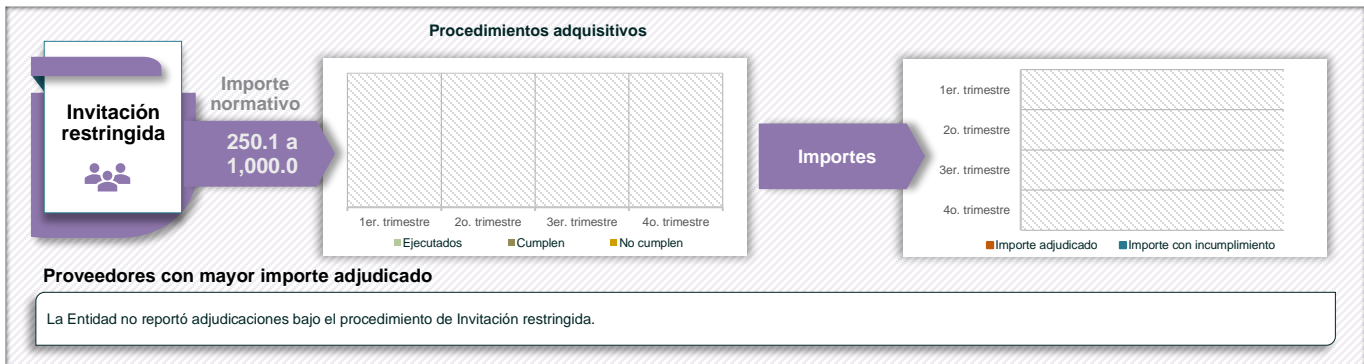 Procedimientos adquisitivos
Invitación
restringida
Importe
normativo
250.1 a
1,000.0
1er. trimestre 2o. trimestre 3er. trimestre 4o. trimestre
Ejecutados Cumplen No cumplen
Importes
1er. trimestre
2o. trimestre
3er. trimestre
4o. trimestre
Importe adjudicado Importe con incumplimiento
Proveedores con mayor importe adjudicado
La Entidad no reportó adjudicaciones bajo el procedimiento de Invitación restringida.